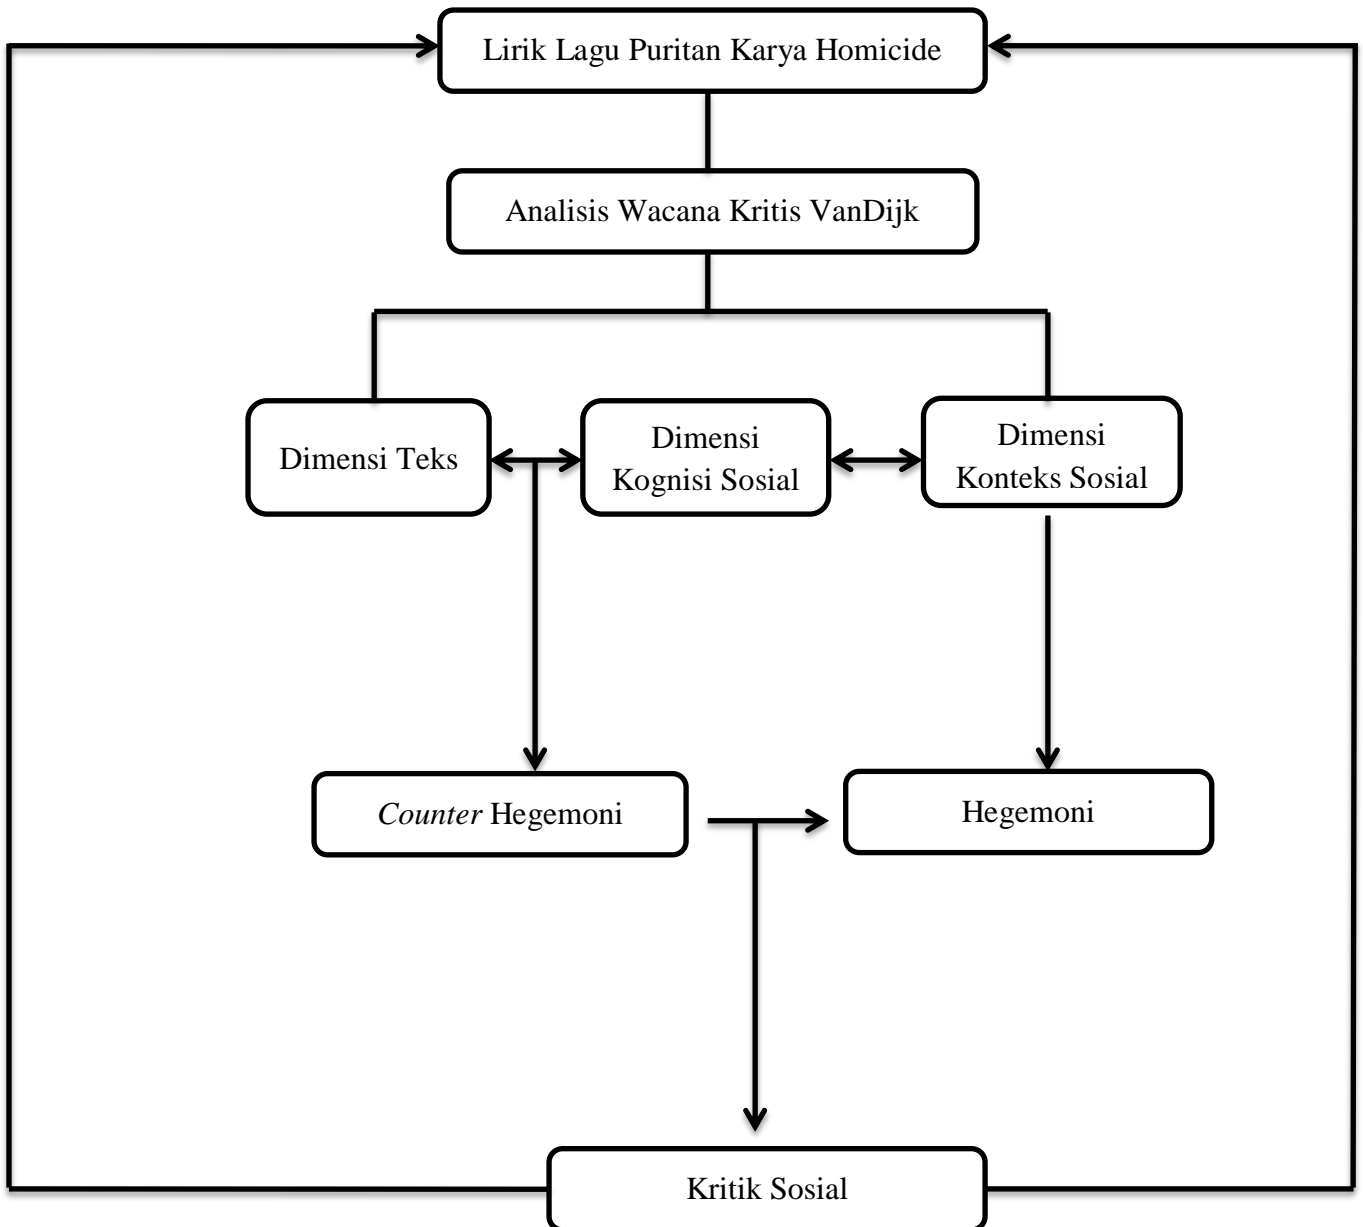 Lirik Lagu Puritan Karya Homicide
Analisis Wacana Kritis VanDijk
Dimensi Teks
Dimensi
Kognisi Sosial
Dimensi
Konteks Sosial
Counter Hegemoni
Hegemoni
Kritik Sosial